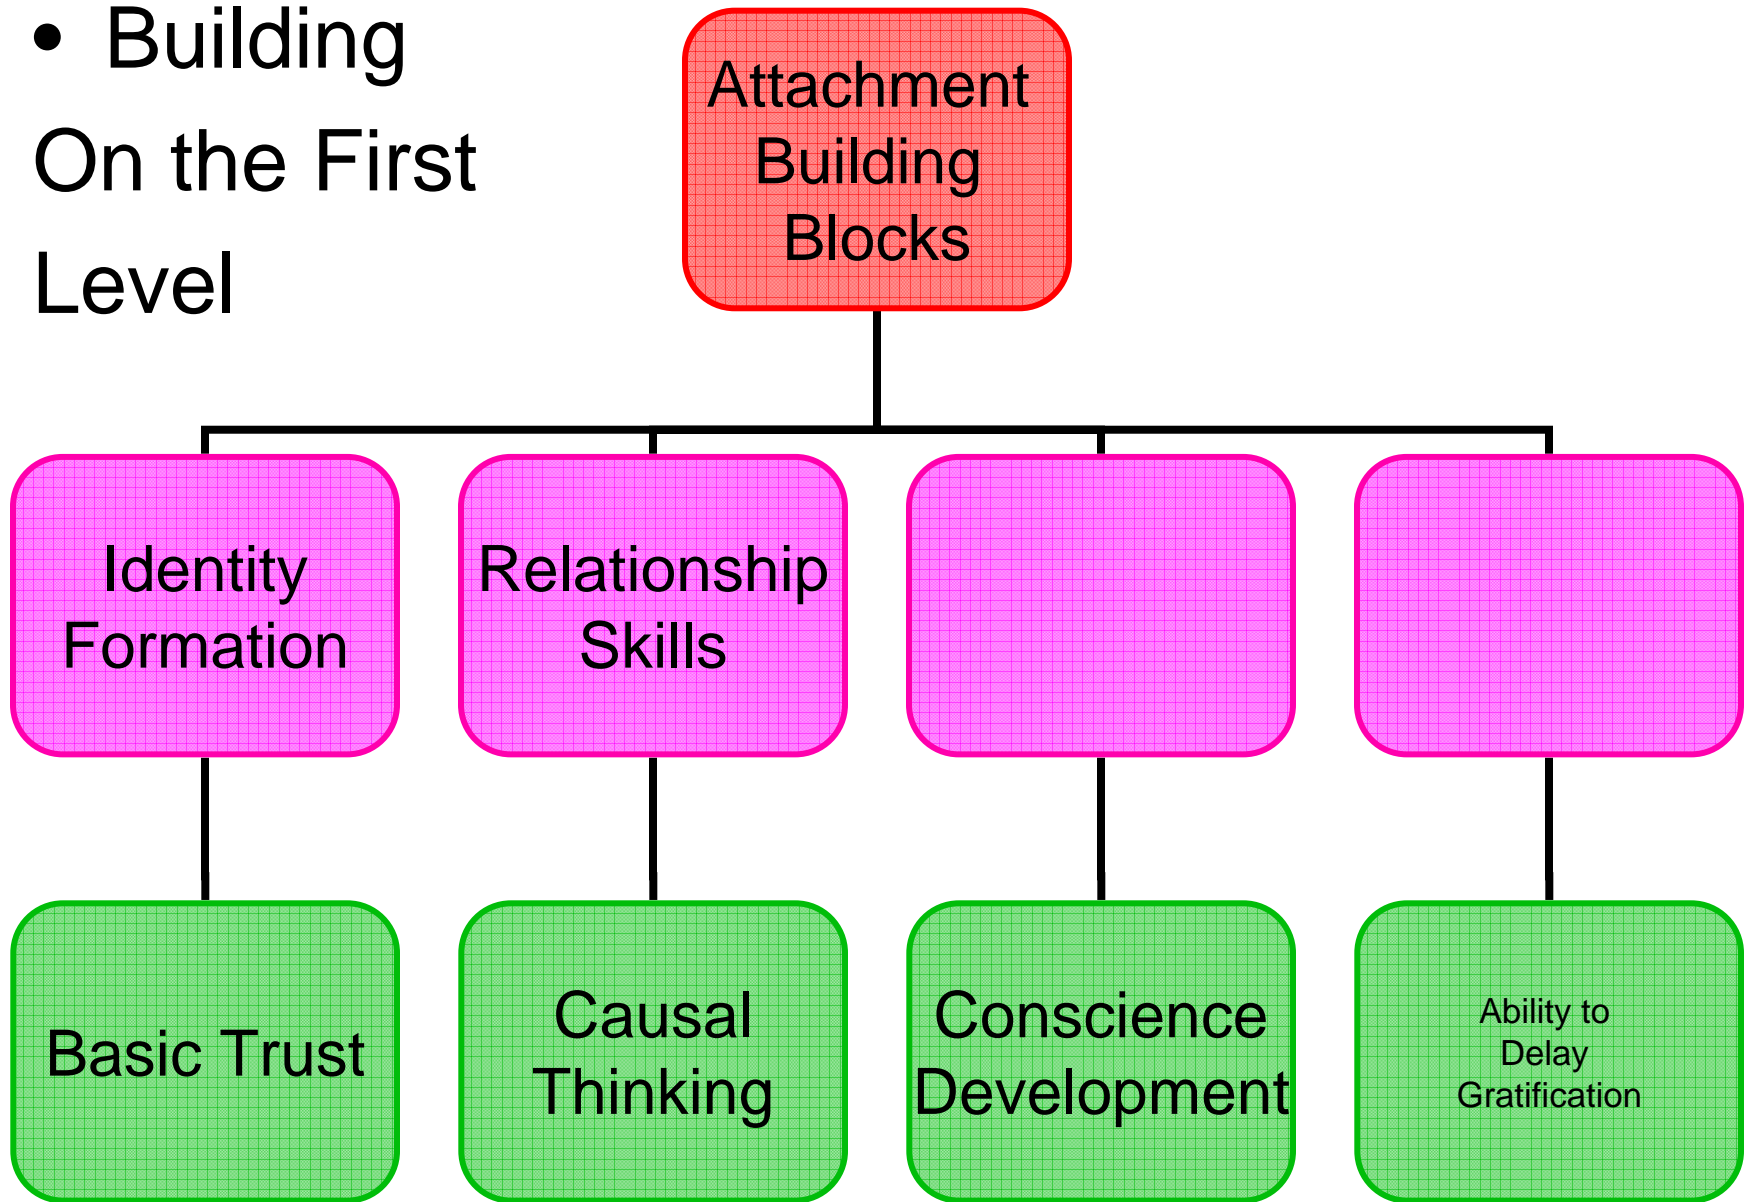 • Building
On the First
Level
Attachment
Building
Blocks
Identity
Formation
Relationship
Skills
Basic Trust
Causal
Thinking
Conscience
Development
Ability to
Delay
Gratification